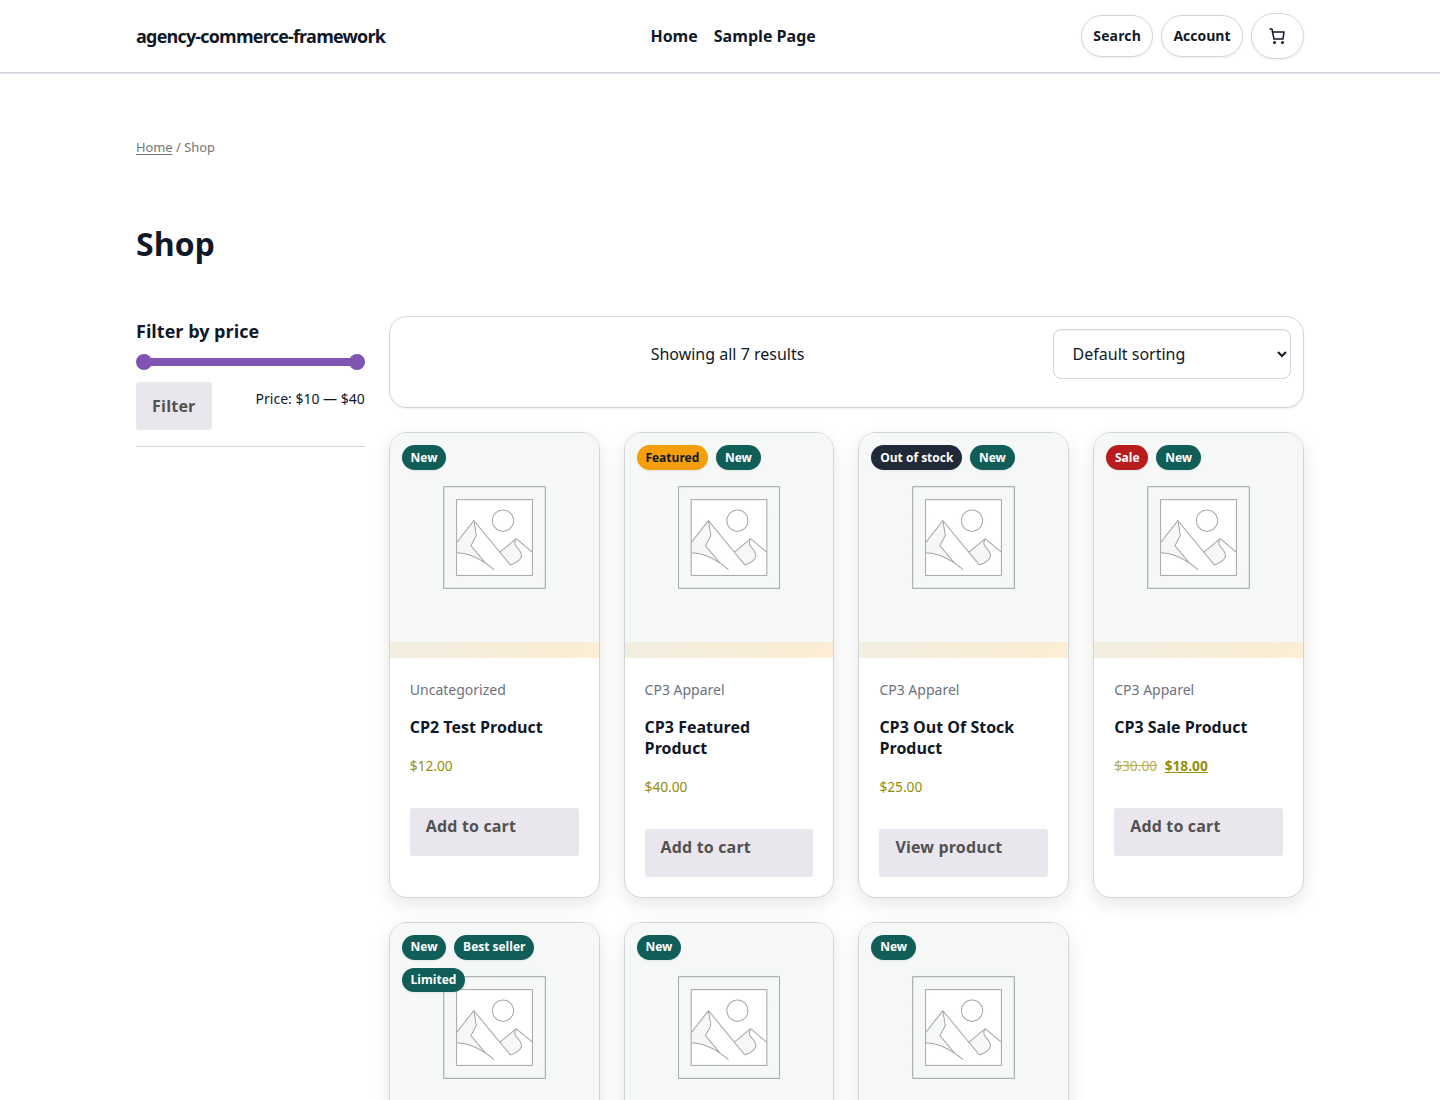 agency-commerce-framework
Home Sample Page
Search Account
Home / Shop
Shop
Filter by price
Filter
Price: $10 — $40
Showing all 7 results
Default sorting
New
Uncategorized
CP2 Test Product
$12.00
Add to cart
Featured New
CP3 Apparel
CP3 Featured
Product
$40.00
Add to cart
Out of stock New
CP3 Apparel
CP3 Out Of Stock
Product
$25.00
View product
Sale New
CP3 Apparel
CP3 Sale Product
$30.00 $18.00
Add to cart
New Best seller
Limited
New
New